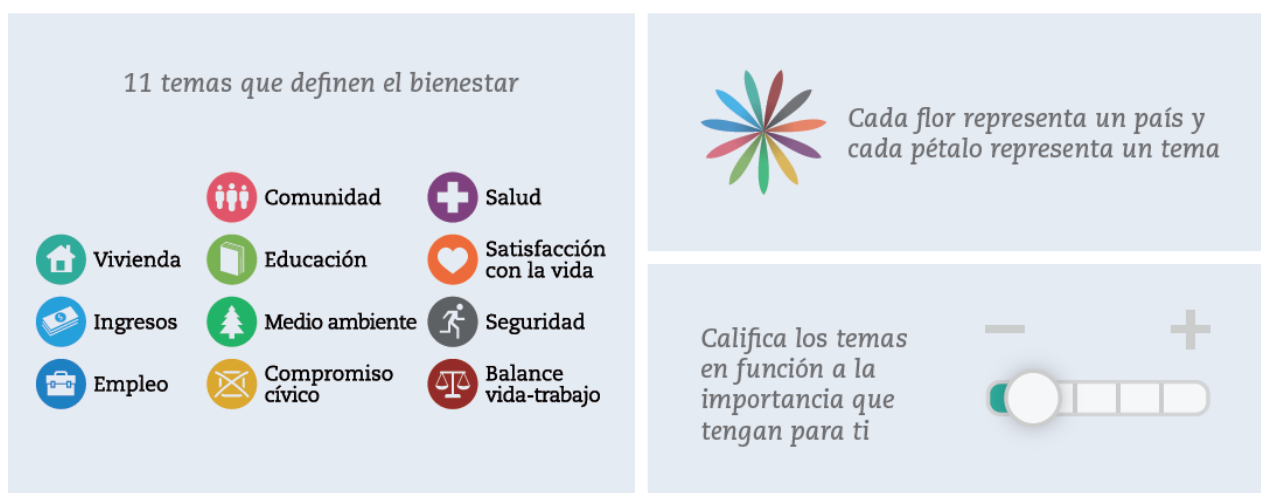 11 temas que definen el bienestar
Comunidad
Salud
Vivienda
Educación
Satisfacción
con la vida
Ingresos
Medio ambiente
Seguridad
Empleo
Compromiso
cívico
Balance
vida-trabajo
Cada flor representa un país y
cada pétalo representa un tema
Califica los temas
en función a la
importancia que
tengan para ti